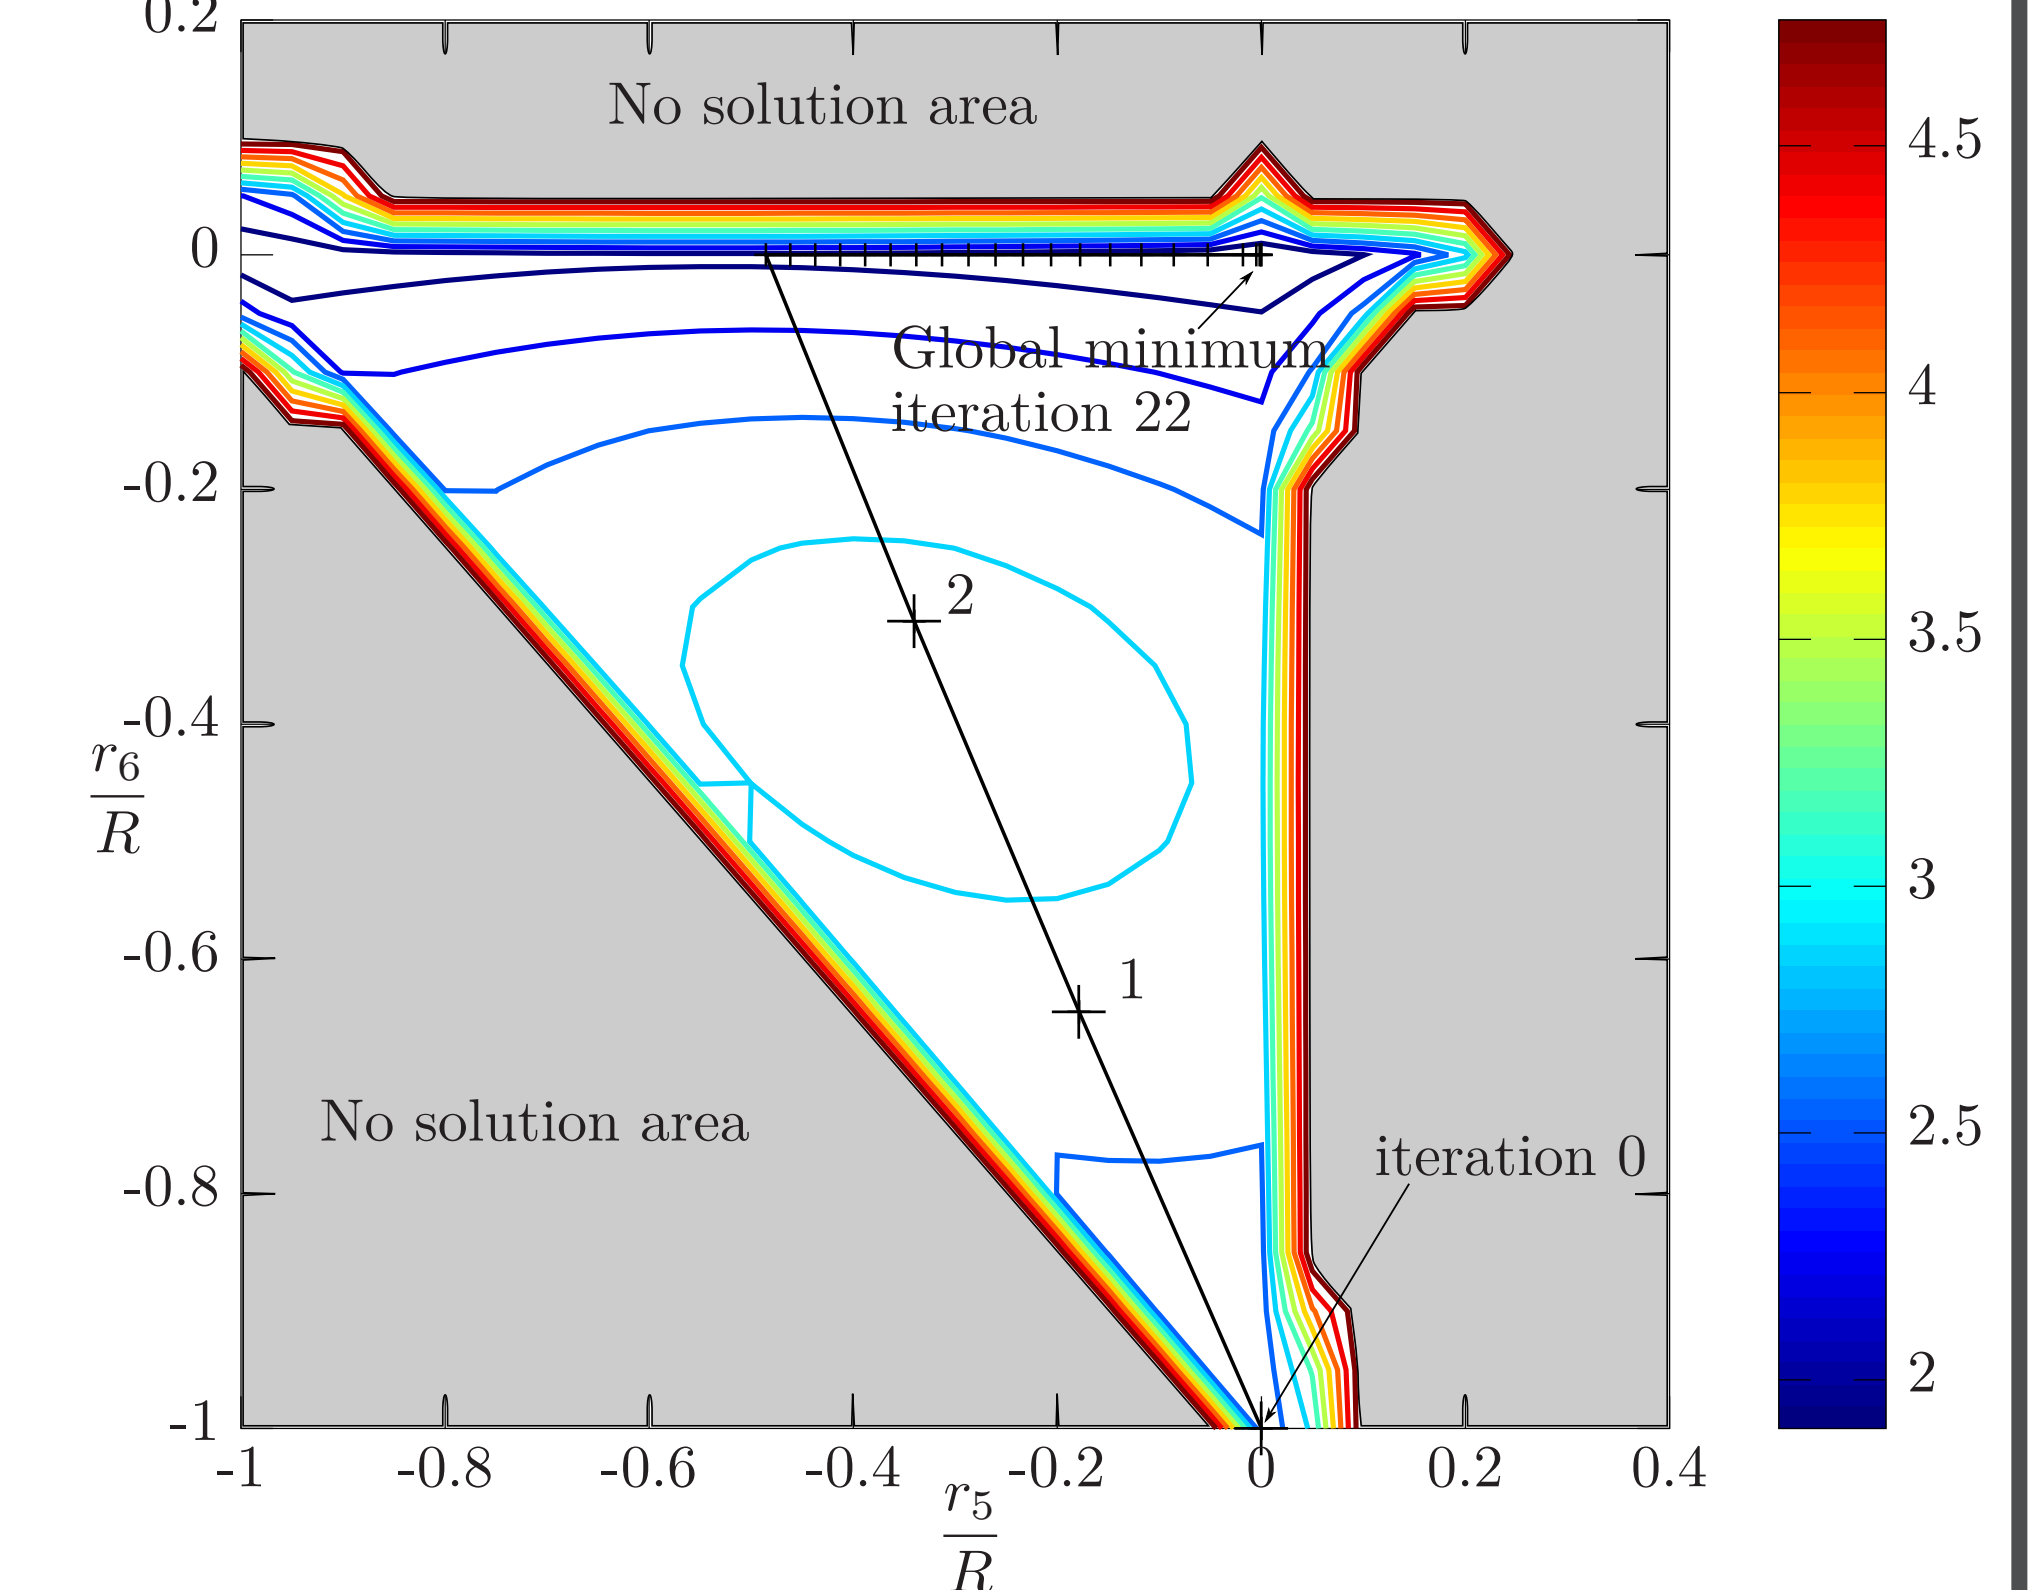 0.2
No solution area
4.5
0
Global minimum
iteration 22
4
-0.2
2
3.5
-0.4
r6
R
3
-0.6
1
No solution area
2.5
iteration 0
-0.8
2
-1
-1 -0.8 -0.6 -0.4 -0.2 0 0.2 0.4
r5
R